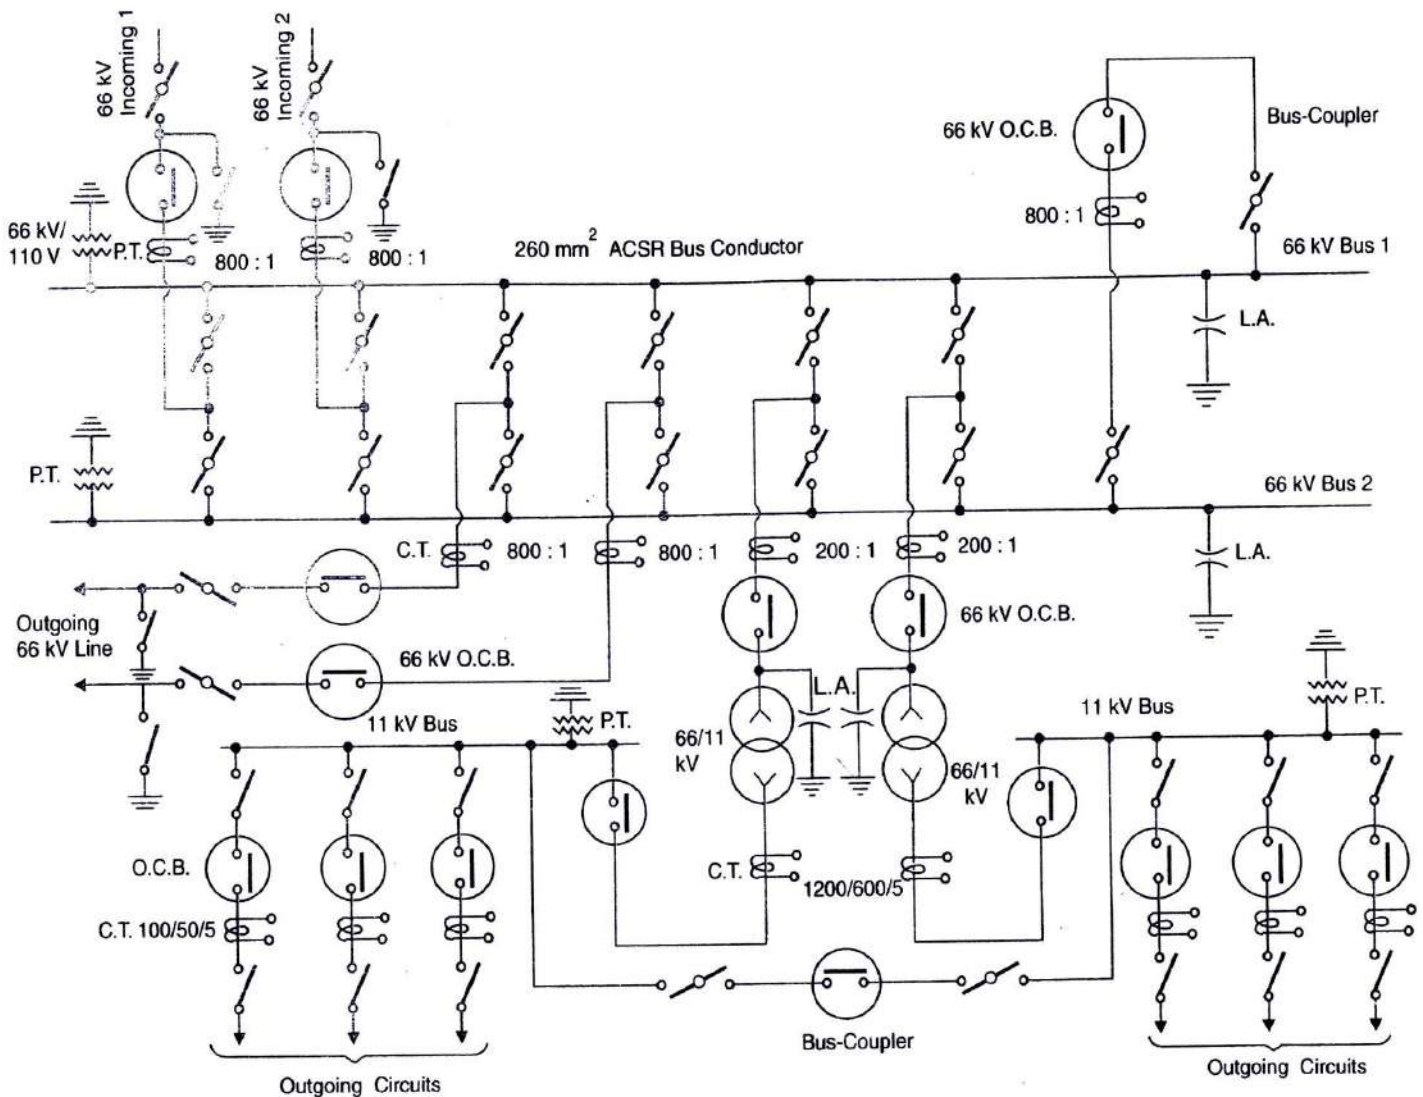 66 kV
Incoming 1
66 kV
Incoming 2
66 kV O.C.B.
Bus-Coupler
800 : 1
66 kV/
110 V
P.T.
800 : 1
800 : 1
260 mm² ACSR Bus Conductor
66 kV Bus 1
L.A.
P.T.
66 kV Bus 2
C.T.
800 : 1
800 : 1
200 : 1
200 : 1
L.A.
Outgoing
66 kV Line
66 kV O.C.B.
66 kV O.C.B.
L.A.
11 kV Bus
P.T.
66/11
kV
66/11
kV
11 kV Bus
P.T.
O.C.B.
C.T. 100/50/5
C.T.
1200/600/5
Bus-Coupler
Outgoing Circuits
Outgoing Circuits